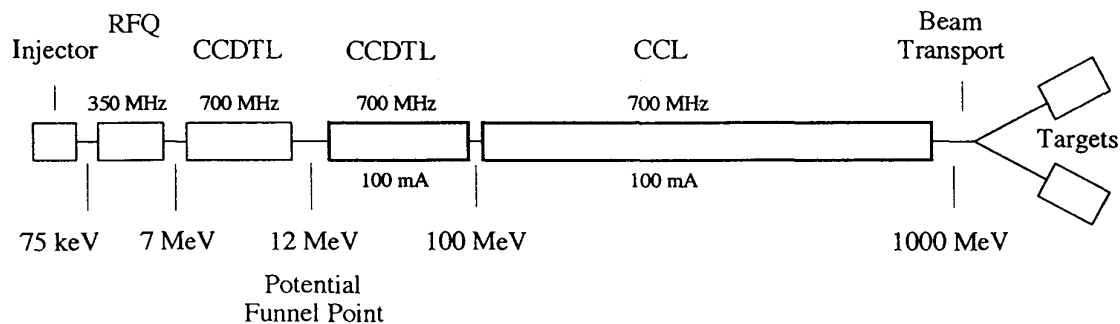 RFQ
Injector
CCDTL
CCDTL
CCL
Beam
Transport
350 MHz
700 MHz
700 MHz
700 MHz
Targets
100 mA
100 mA
75 keV
7 MeV
12 MeV
100 MeV
1000 MeV
Potential
Funnel Point